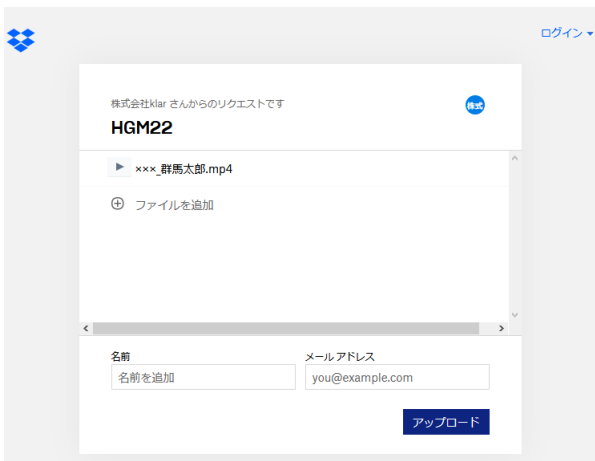 ログイン
株式会社klar さんからのリクエストです
株式
HGM22
×××_群馬太郎.mp4
ファイルを追加
名前
メール アドレス
名前を追加
you@example.com
アップロード